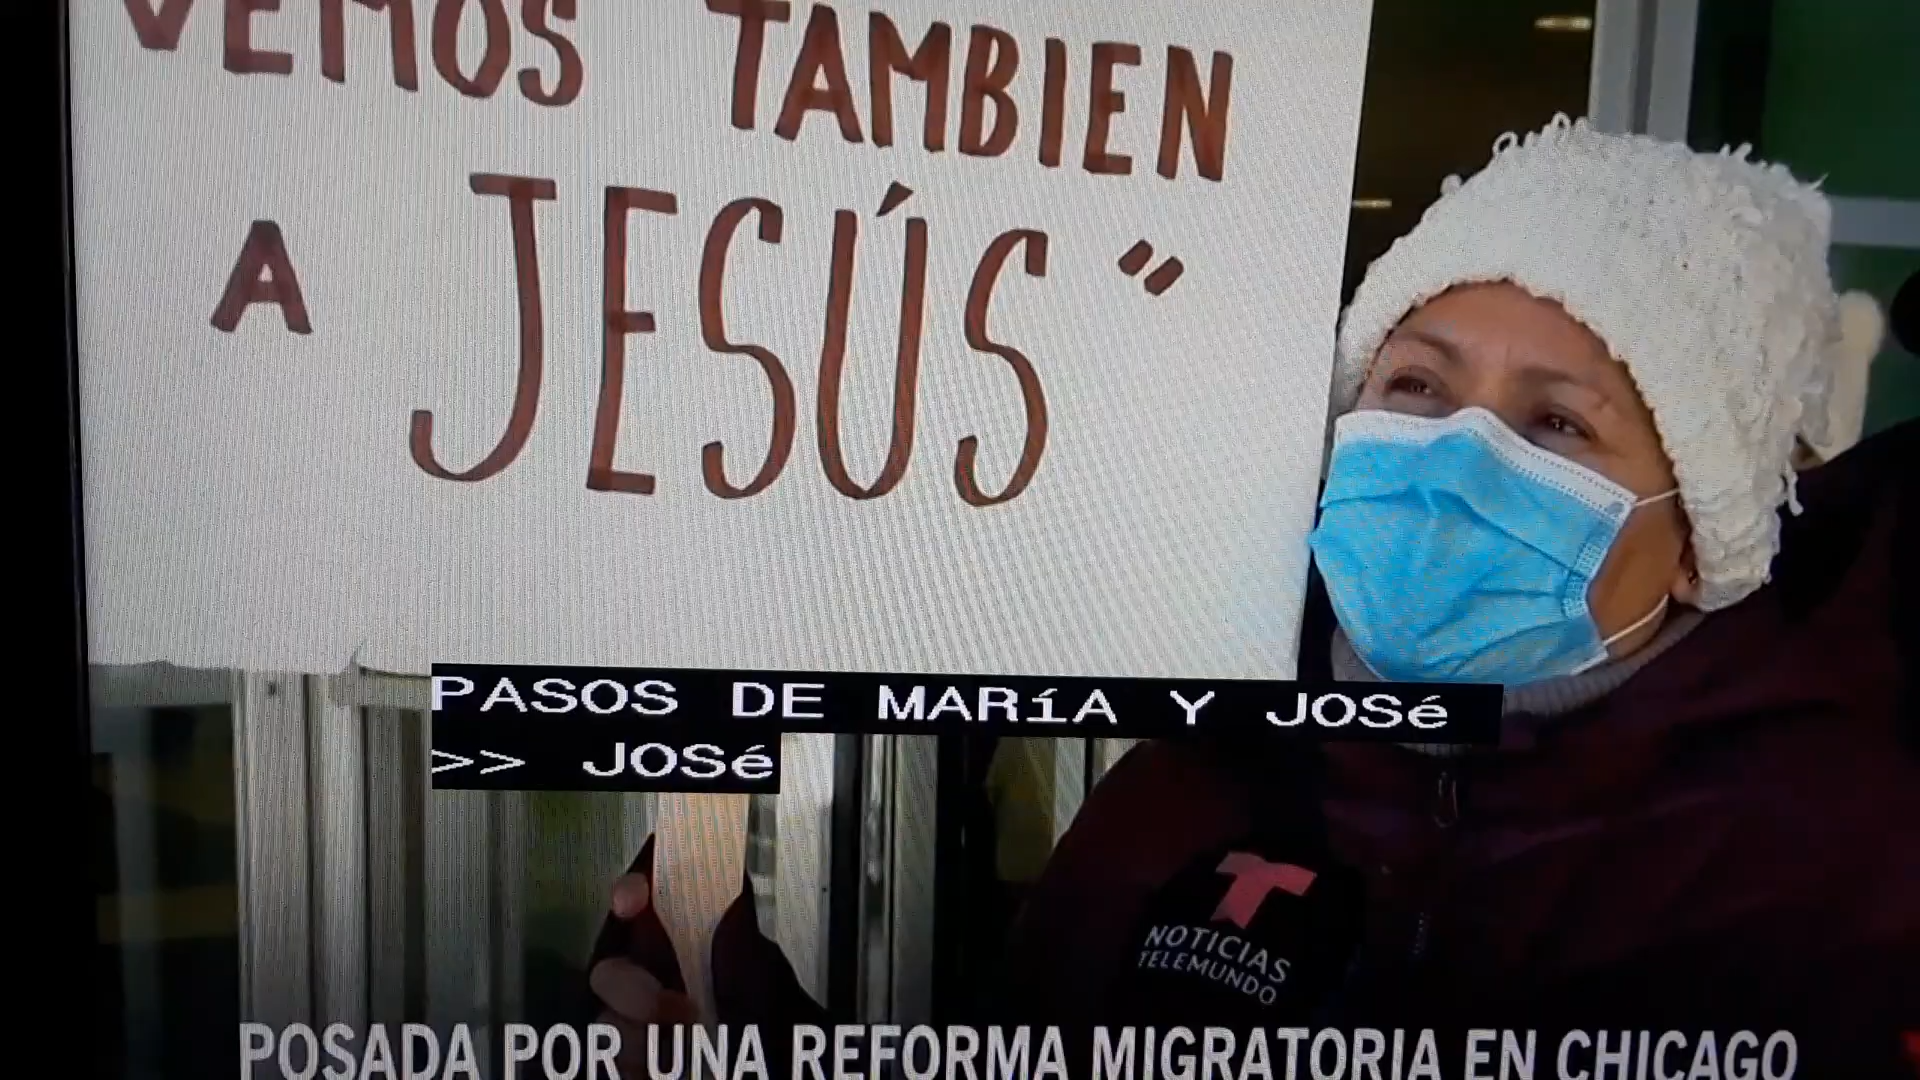 VEMOS TAMBIEN
A JESÚS"
PASOS DE MARíA Y JOSé
>> JOSé
NOTICIAS
TELEMUNDO
POSADA POR UNA REFORMA MIGRATORIA EN CHICAGO